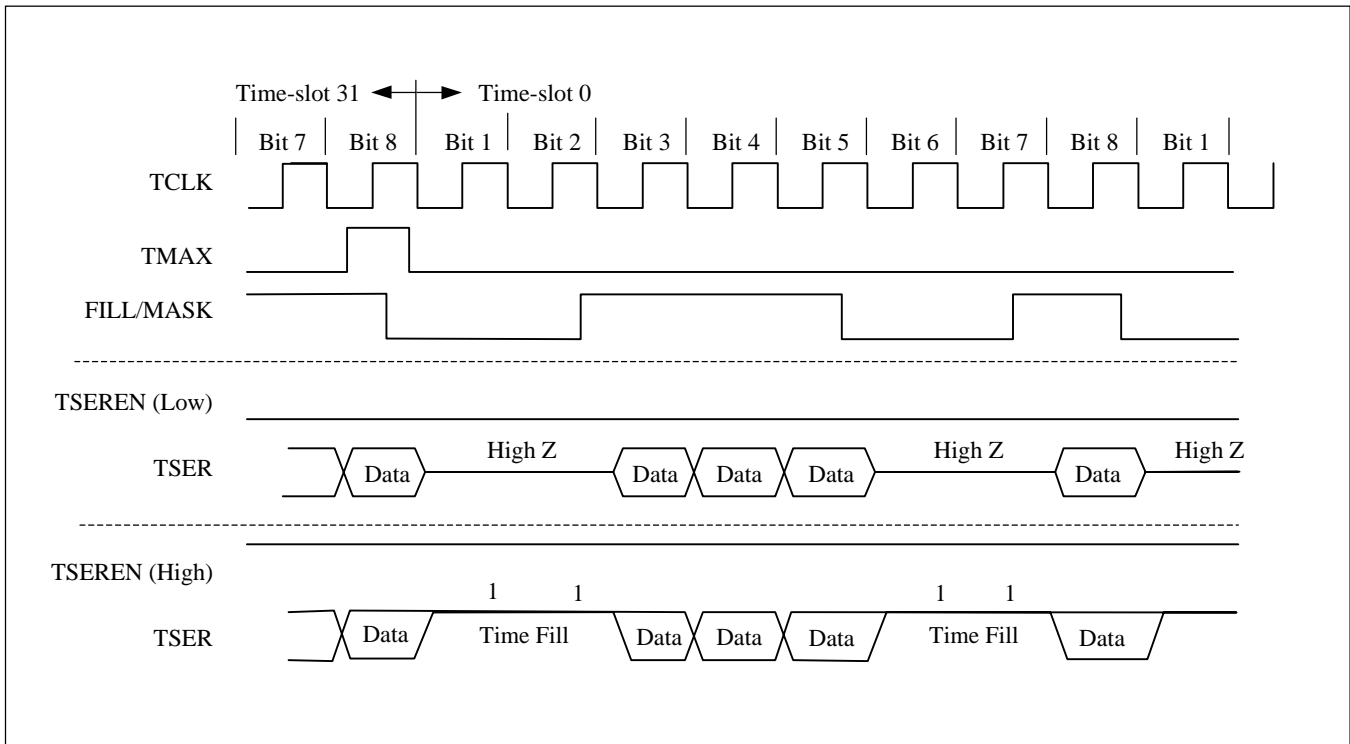 Time-slot 31 Time-slot 0
Bit 7 Bit 8 Bit 1 Bit 2 Bit 3 Bit 4 Bit 5 Bit 6 Bit 7 Bit 8 Bit 1
TCLK
TMAX
FILL/MASK
TSEREN (Low)
High Z High Z High Z
TSER Data Data Data Data Data
TSEREN (High)
1 1 1 1
TSER Data Time Fill Data Data Data Time Fill Data